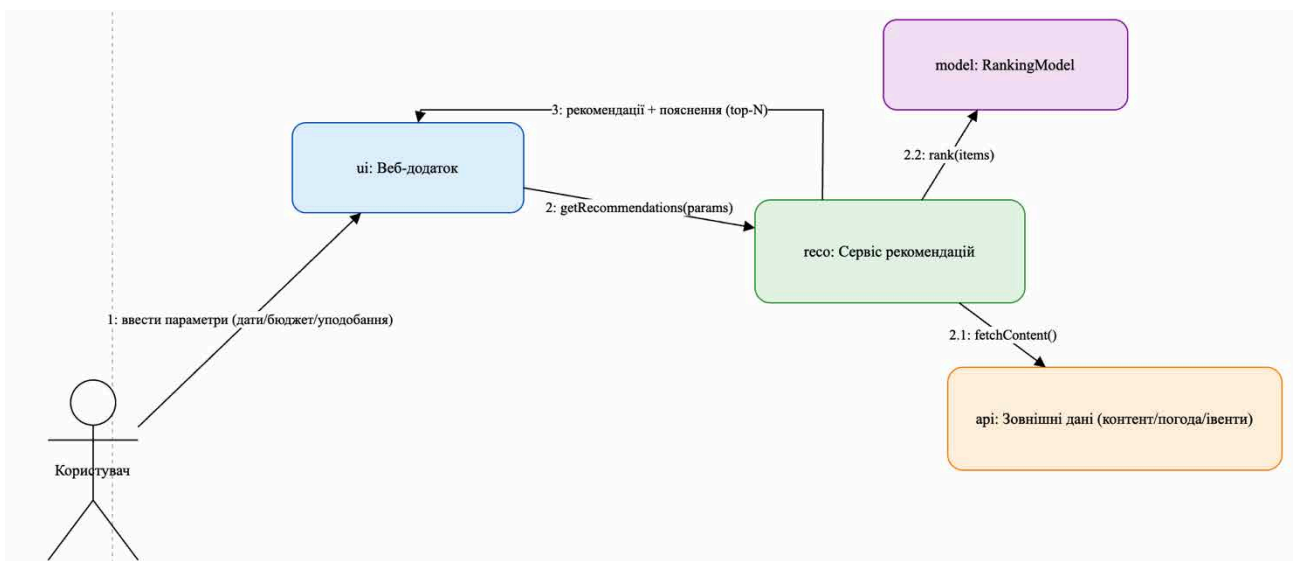 model: RankingModel
3: рекомендації + пояснення (top-N)
2.2: rank(items)
ui: Веб-додаток
2: getRecommendations(params)
reco: Сервіс рекомендацій
1: ввести параметри (дати/бюджет/уподобання)
2.1: fetchContent()
api: Зовнішні дані (контент/погода/івенти)
Користувач